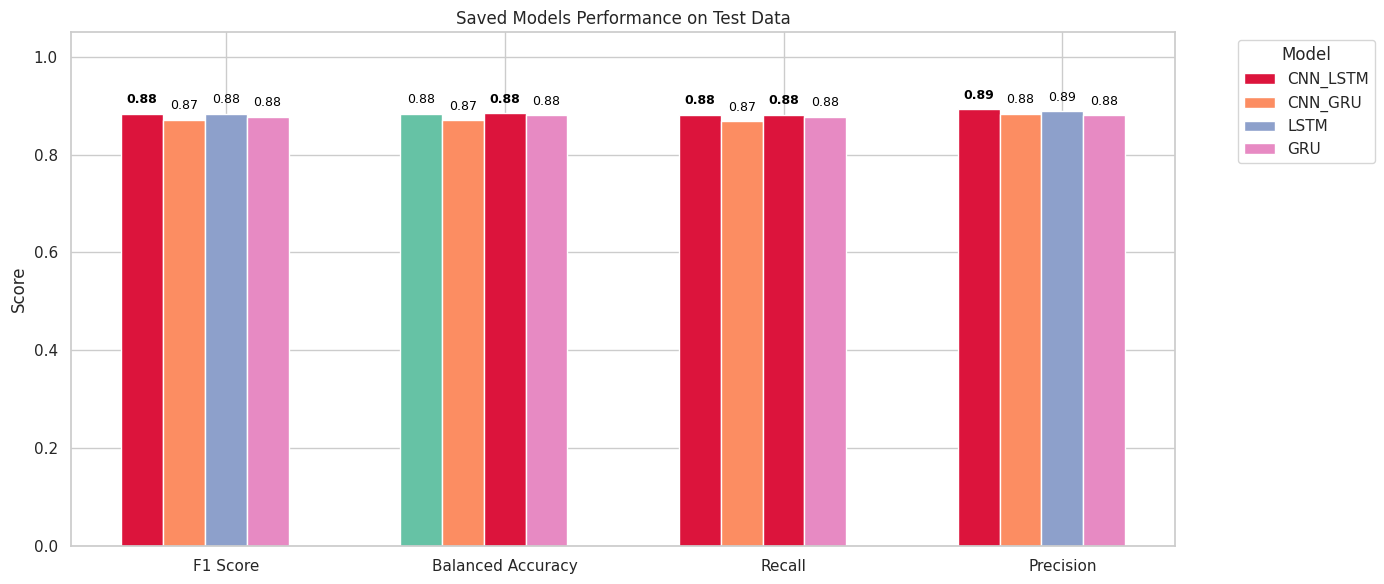 Saved Models Performance on Test Data
Score
1.0
0.8
0.6
0.4
0.2
0.0
0.88
0.87
0.88
0.88
0.88
0.87
0.88
0.88
0.88
0.87
0.88
0.88
0.89
0.88
0.89
0.88
F1 Score
Balanced Accuracy
Recall
Precision
Model
CNN_LSTM
CNN_GRU
LSTM
GRU